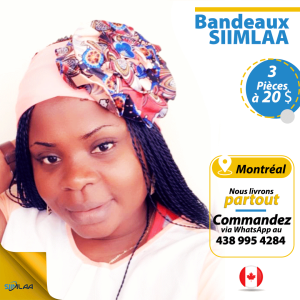 Bandeaux
SIIMLAA
3
Pièces
à 20 $
Montréal
Nous livrons
partout
Commandez
via WhatsApp au
438 995 4284
SIIMLAA